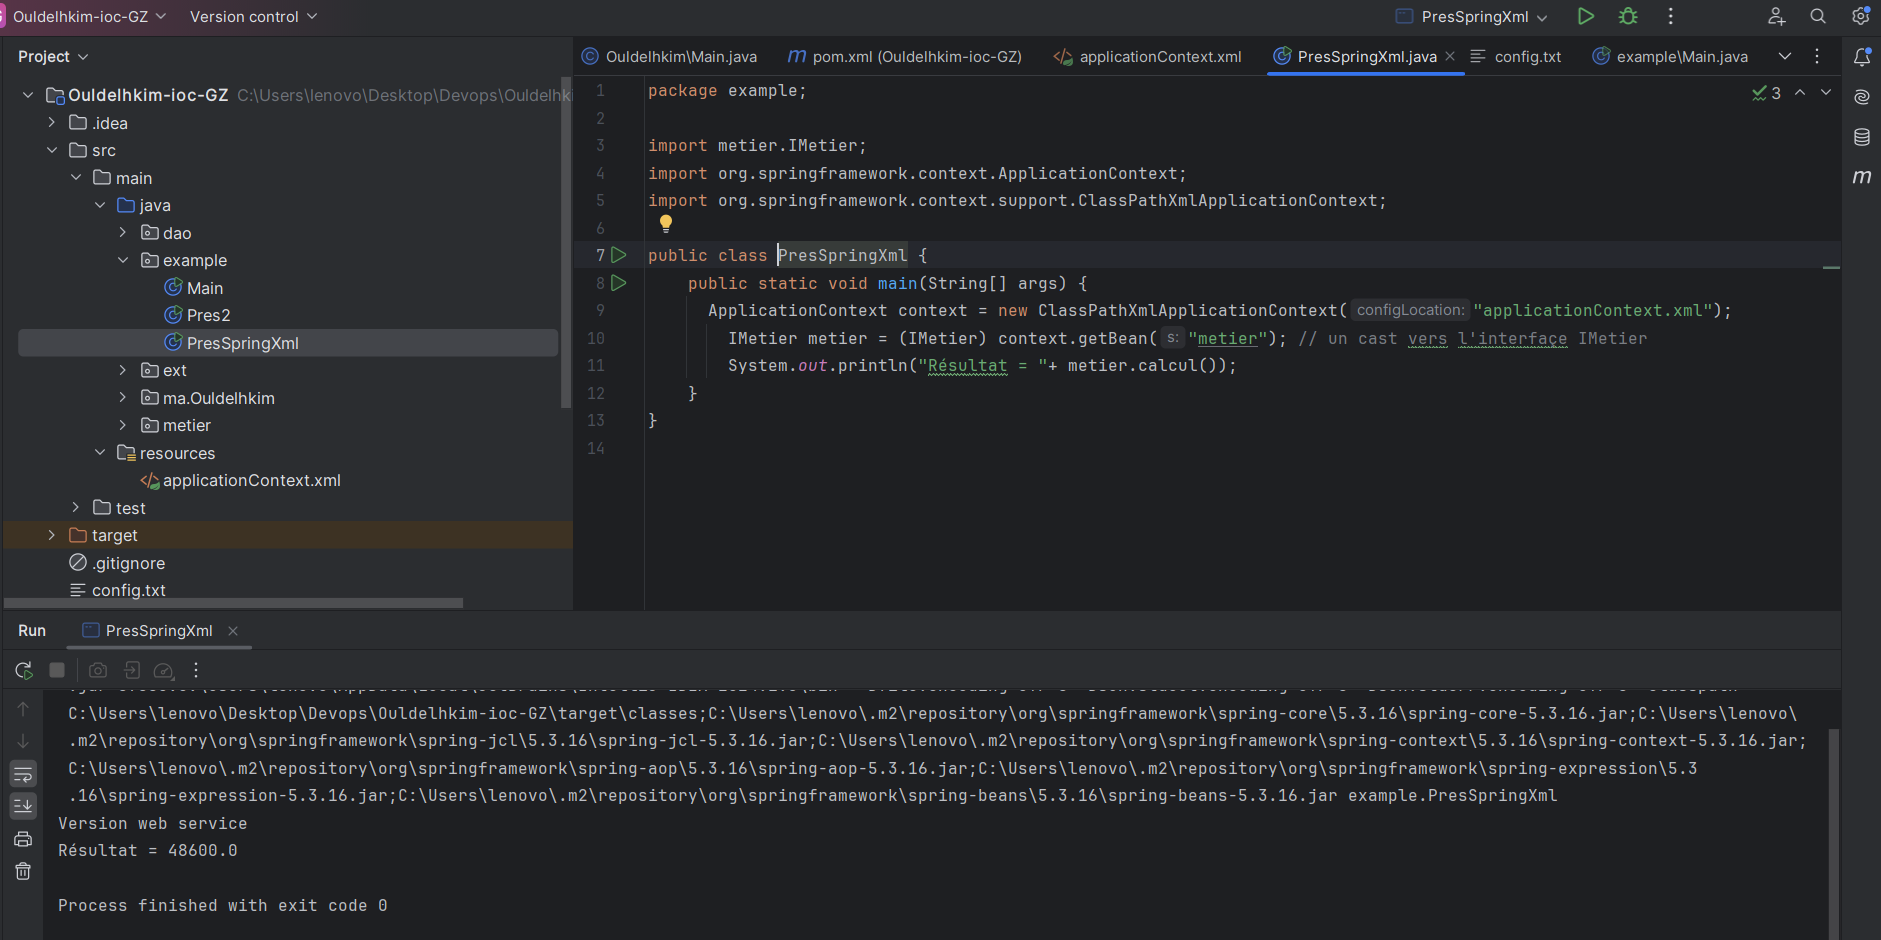 Ouldelhkim-ioc-GZ Version control PresSpringXml
Project
Ouldelhkim-ioc-GZ C:\Users\lenovo\Desktop\Devops\Ouldelhki
.idea
src
main
java
dao
example
Main
Pres2
PresSpringXml
ext
ma.Ouldelhkim
metier
resources
applicationContext.xml
test
target
.gitignore
config.txt
Ouldelhkim\Main.java pom.xml (Ouldelhkim-ioc-GZ) applicationContext.xml PresSpringXml.java config.txt example\Main.java
3
1 package example;
2
3 import metier.IMetier;
4 import org.springframework.context.ApplicationContext;
5 import org.springframework.context.support.ClassPathXmlApplicationContext;
6
7 public class PresSpringXml {
8 public static void main(String[] args) {
9 ApplicationContext context = new ClassPathXmlApplicationContext( configLocation: "applicationContext.xml");
10 IMetier metier = (IMetier) context.getBean( s: "metier"); // un cast vers l'interface IMetier
11 System.out.println("Résultat = "+ metier.calcul());
12 }
13 }
14
Run PresSpringXml
C:\Users\lenovo\Desktop\Devops\Ouldelhkim-ioc-GZ\target\classes;C:\Users\lenovo\.m2\repository\org\springframework\spring-core\5.3.16\spring-core-5.3.16.jar;C:\Users\lenovo\
.m2\repository\org\springframework\spring-jcl\5.3.16\spring-jcl-5.3.16.jar;C:\Users\lenovo\.m2\repository\org\springframework\spring-context\5.3.16\spring-context-5.3.16.jar;
C:\Users\lenovo\.m2\repository\org\springframework\spring-aop\5.3.16\spring-aop-5.3.16.jar;C:\Users\lenovo\.m2\repository\org\springframework\spring-expression\5.3
.16\spring-expression-5.3.16.jar;C:\Users\lenovo\.m2\repository\org\springframework\spring-beans\5.3.16\spring-beans-5.3.16.jar example.PresSpringXml
Version web service
Résultat = 48600.0
Process finished with exit code 0